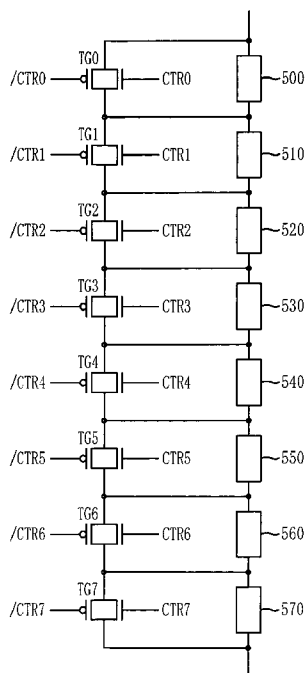 TG0
/CTR0 CTR0 500
TG1
/CTR1 CTR1 510
TG2
/CTR2 CTR2 520
TG3
/CTR3 CTR3 530
TG4
/CTR4 CTR4 540
TG5
/CTR5 CTR5 550
TG6
/CTR6 CTR6 560
TG7
/CTR7 CTR7 570